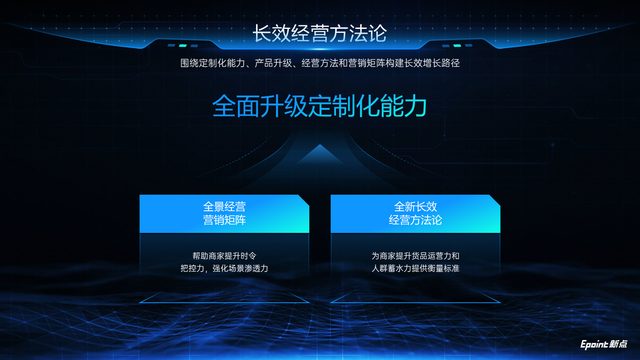 长效经营方法论
围绕定制化能力、产品升级、经营方法和营销矩阵构建长效增长路径
全面升级定制化能力
全景经营
营销矩阵
帮助商家提升时令
把控力，强化场景渗透力
全新长效
经营方法论
为商家提升货品运营力和
人群蓄水力提供衡量标准
Epoint 新点